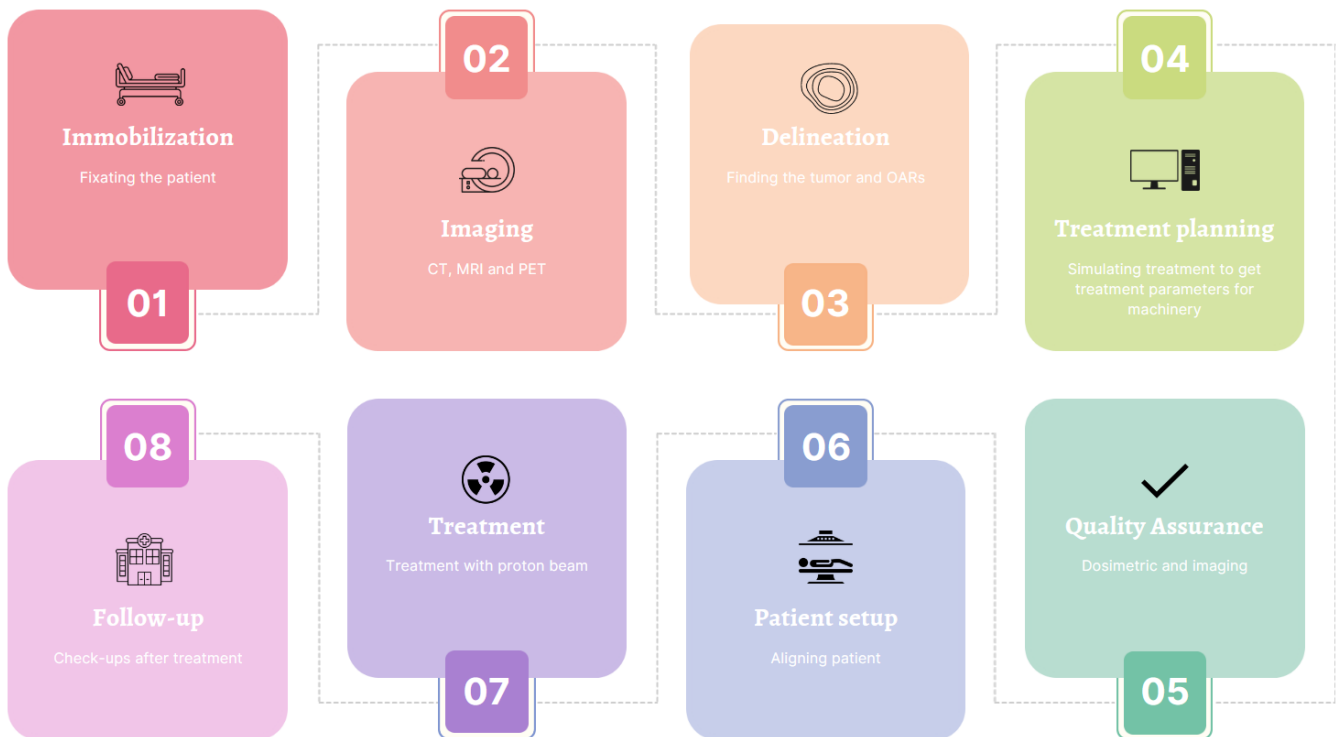 01
Immobilization
Fixating the patient
02
Imaging
CT, MRI and PET
03
Delineation
Finding the tumor and OARs
04
Treatment planning
Simulating treatment to get
treatment parameters for
machinery
05
Quality Assurance
Dosimetric and imaging
06
Patient setup
Aligning patient
07
Treatment
Treatment with proton beam
08
Follow-up
Check-ups after treatment